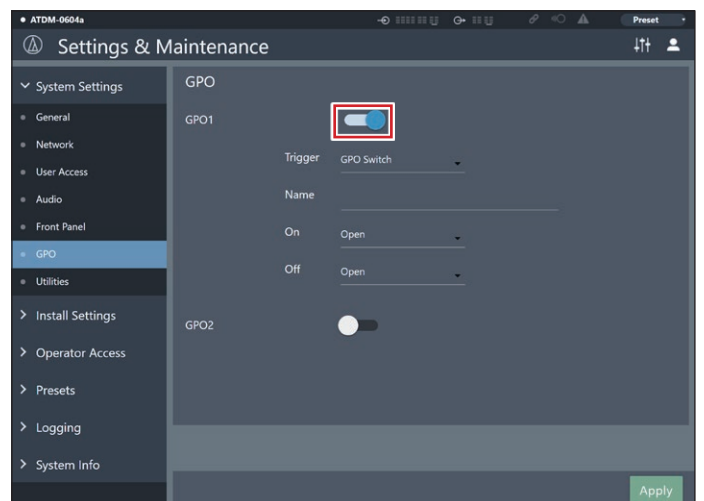 ATDM-0604a
Preset
Settings & Maintenance
System Settings
General
Network
User Access
Audio
Front Panel
GPO
Utilities
Install Settings
Operator Access
Presets
Logging
System Info
GPO
GPO1
Trigger GPO Switch
Name
On Open
Off Open
GPO2
Apply